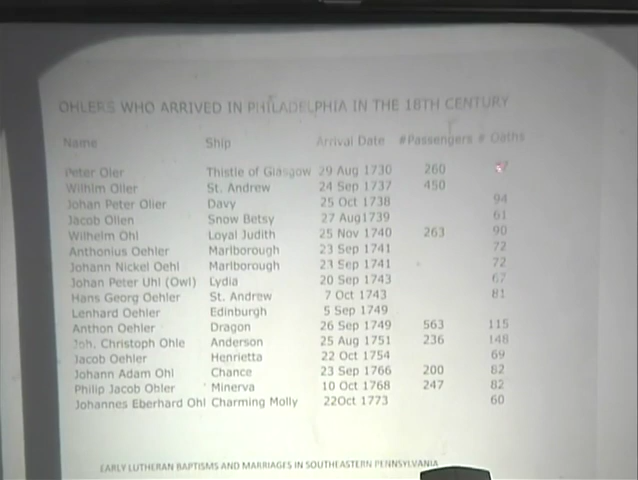 OHLERS WHO ARRIVED IN PHILADELPHIA IN THE 18TH CENTURY
Name Ship Arrival Date #Passengers # Oaths
Peter Oler Thistle of Glasgow 29 Aug 1730 260
Wilhlm Oller St. Andrew 24 Sep 1737 450
Johan Peter Olier Davy 25 Oct 1738 94
Jacob Ollen Snow Betsy 27 Aug1739 61
Wilhelm Ohl Loyal Judith 25 Nov 1740 263 90
Anthonius Oehler Marlborough 23 Sep 1741 72
Johann Nickel Oehl Marlborough 23 Sep 1741 72
Johan Peter Uhl (Owl) Lydia 20 Sep 1743 67
Hans Georg Oehler St. Andrew 7 Oct 1743 81
Lenhard Oehler Edinburgh 5 Sep 1749
Anthon Oehler Dragon 26 Sep 1749 563 115
Joh. Christoph Ohle Anderson 25 Aug 1751 236 148
Jacob Oehler Henrietta 22 Oct 1754 69
Johann Adam Ohl Chance 23 Sep 1766 200 82
Philip Jacob Obler Minerva 10 Oct 1768 247 82
Johannes Eberhard Ohl Charming Molly 22Oct 1773 60
EARLY LUTHERAN BAPTISMS AND MARRIAGES IN SOUTHEASTERN PENNSYLVANIA